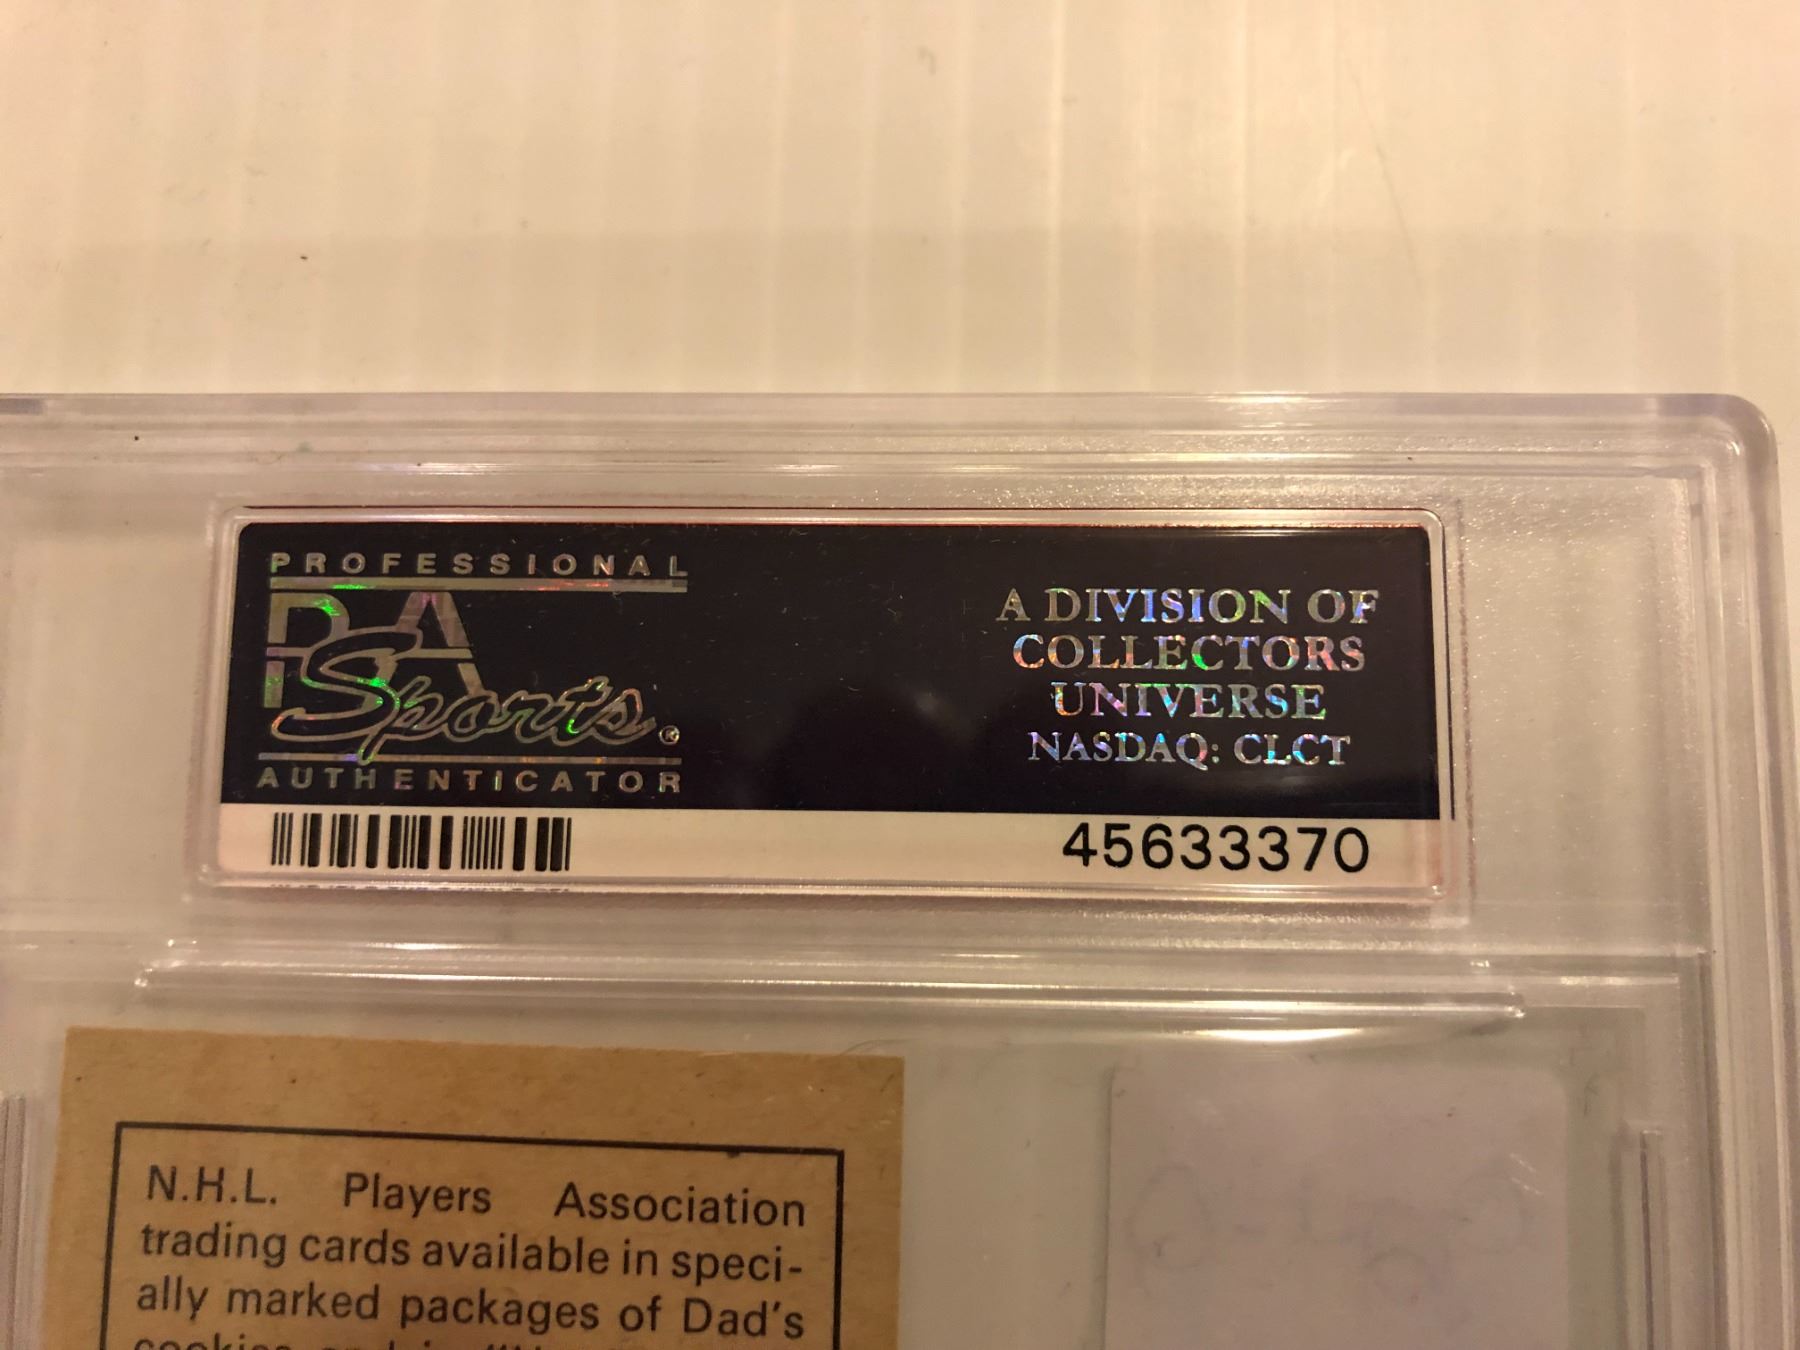 PROFESSIONAL
PSA
Sports®
AUTHENTICATOR
A DIVISION OF
COLLECTORS
UNIVERSE
NASDAQ: CLCT
45633370
N.H.L. Players Association
trading cards available in speci-
ally marked packages of Dad's
cookies